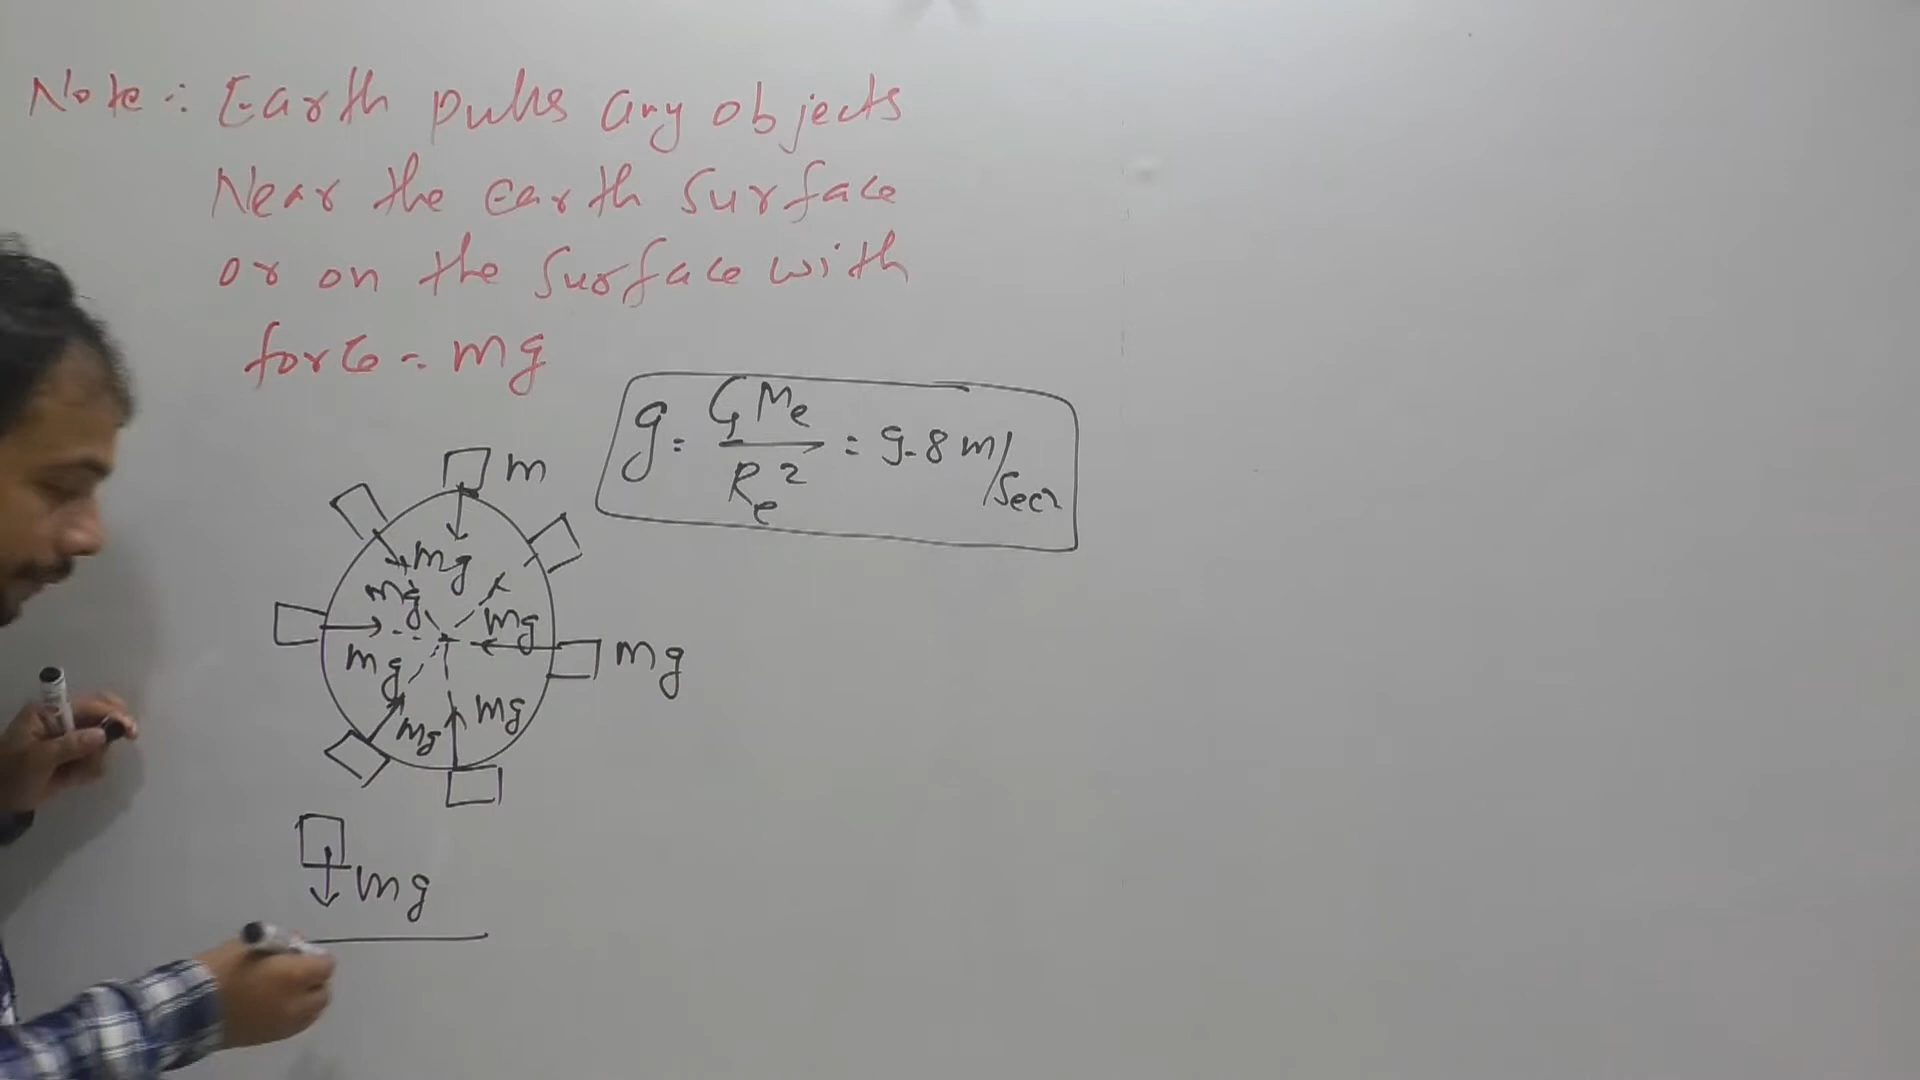 Note :- Earth pulls any objects
Near the earth surface
or on the surface with
force = mg
g = GMe/Re² = 9.8 m/sec²
m
mg
mg
mg
mg
mg
mg
mg
mg